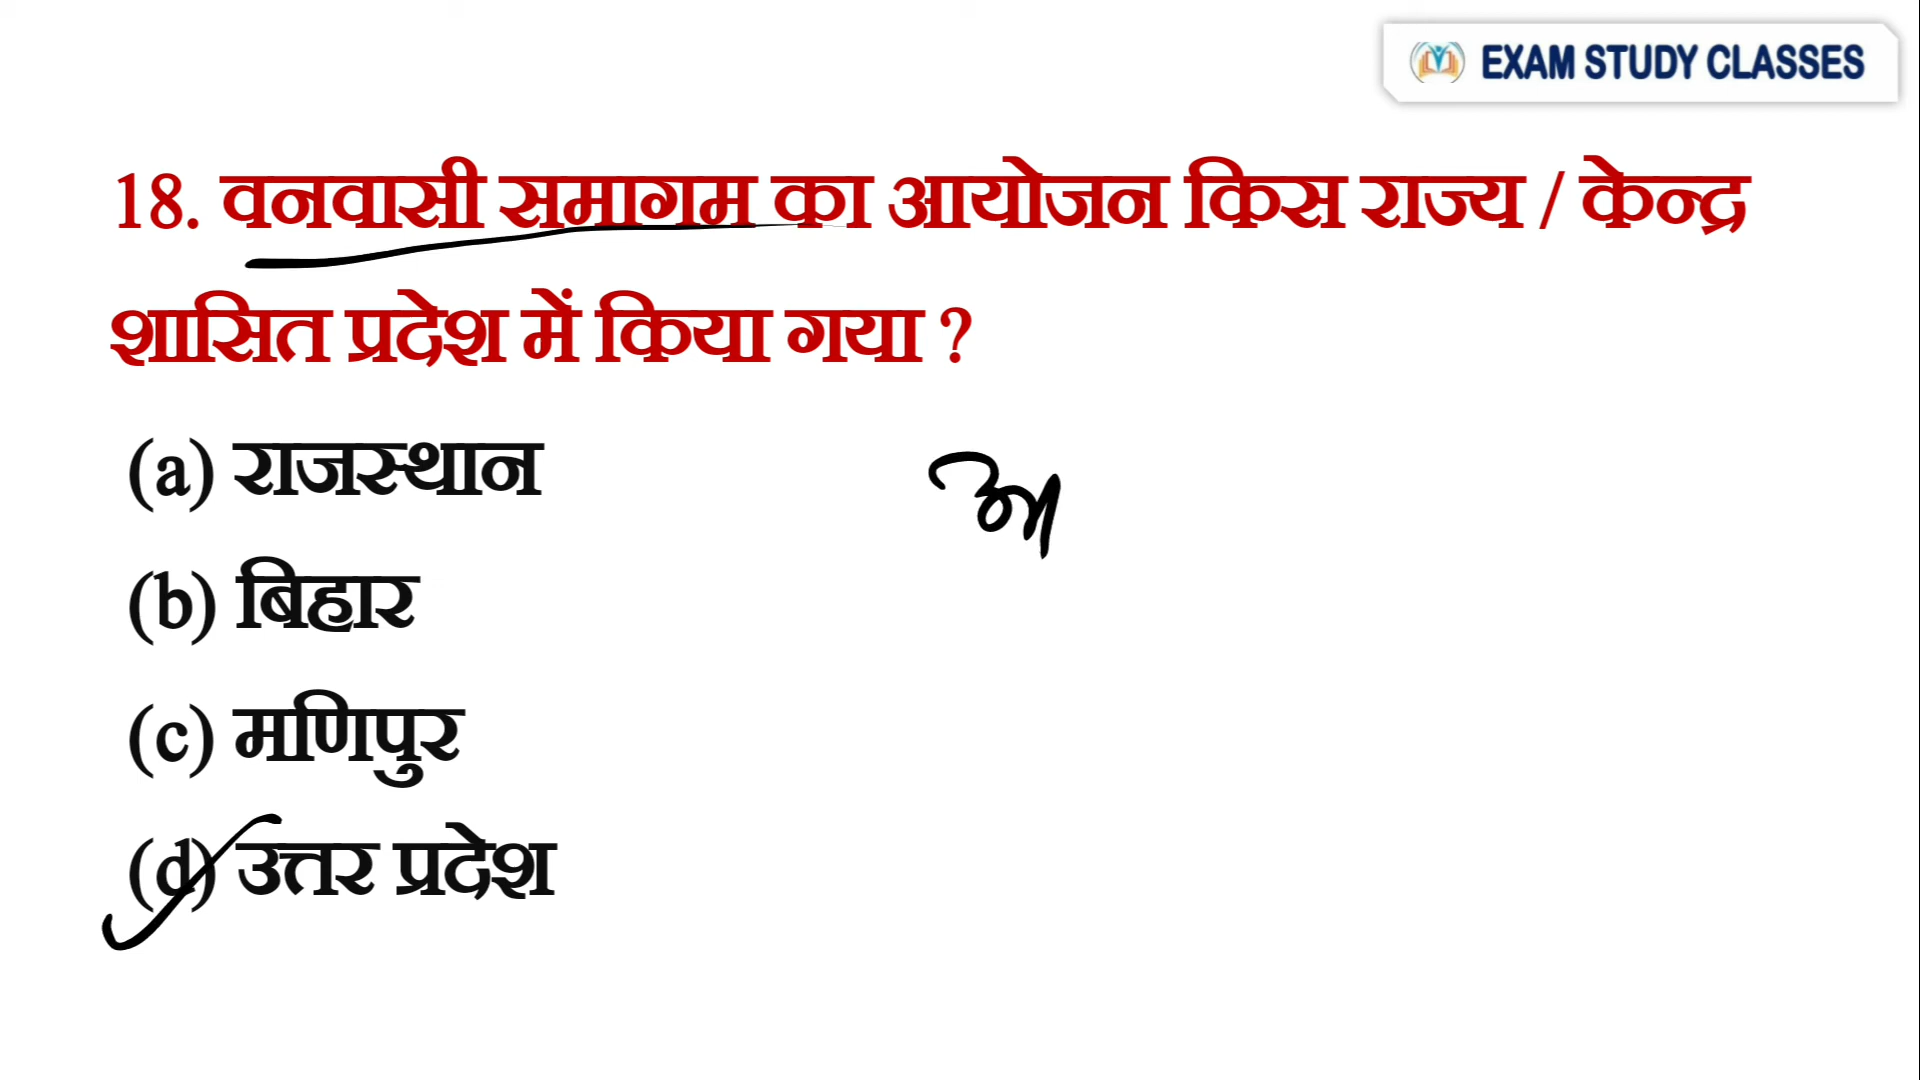 EXAM STUDY CLASSES
18. वनवासी समागम का आयोजन किस राज्य / केन्द्र
शासित प्रदेश में किया गया ?
(a) राजस्थान
(b) बिहार
(c) मणिपुर
(d) उत्तर प्रदेश